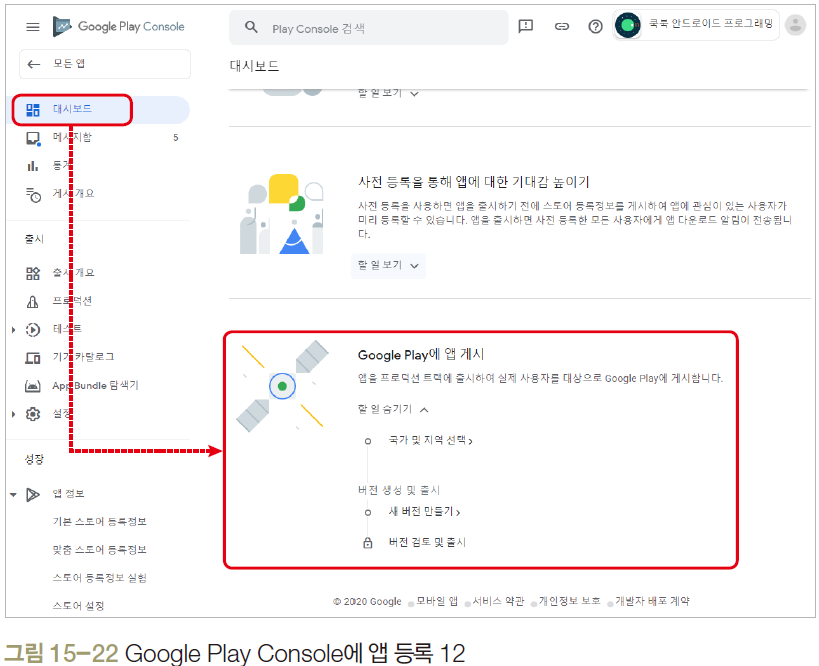 Google Play Console
Play Console 검색
쿡북 안드로이드 프로그래밍
모든 앱
대시보드
대시보드
메시지함 5
통계
게시 개요
출시
출시 개요
프로덕션
테스트
기기 카탈로그
App Bundle 탐색기
설정
성장
앱 정보
기본 스토어 등록정보
맞춤 스토어 등록정보
스토어 등록정보 실험
스토어 설정
할 일 보기
사전 등록을 통해 앱에 대한 기대감 높이기
사전 등록을 사용하면 앱을 출시하기 전에 스토어 등록정보를 게시하여 앱에 관심이 있는 사용자가
미리 등록할 수 있습니다. 앱을 출시하면 사전 등록한 모든 사용자에게 앱 다운로드 알림이 전송됩니
다.
할 일 보기
Google Play에 앱 게시
앱을 프로덕션 트랙에 출시하여 실제 사용자를 대상으로 Google Play에 게시합니다.
할 일 숨기기
국가 및 지역 선택
버전 생성 및 출시
새 버전 만들기
버전 검토 및 출시
© 2020 Google 모바일 앱 서비스 약관 개인정보 보호 개발자 배포 계약
그림 15-22 Google Play Console에 앱 등록 12